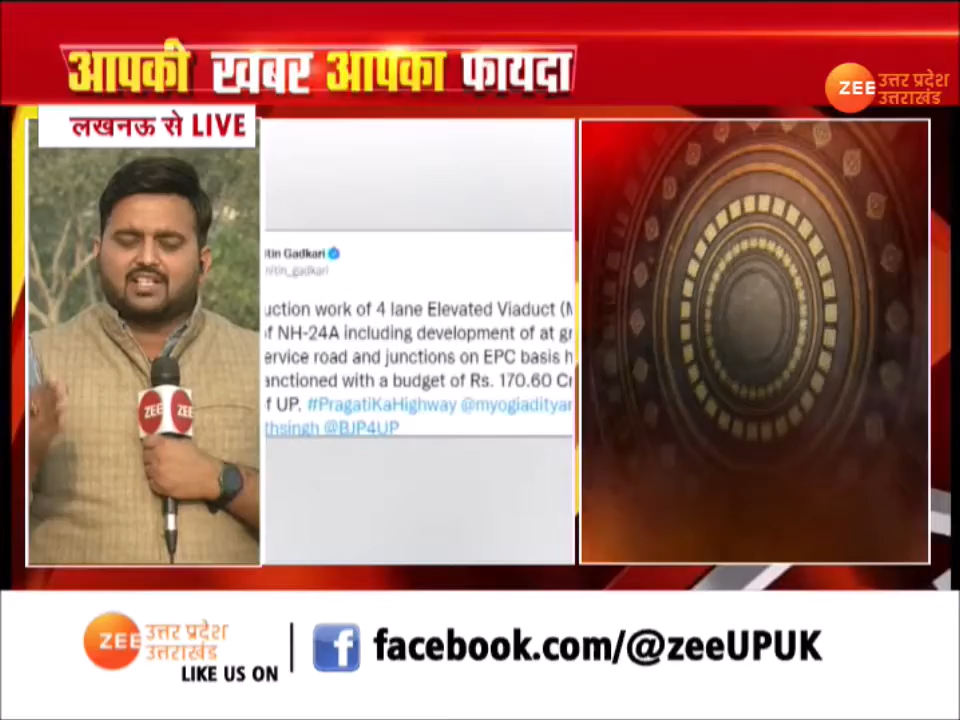 आपकी खबर आपका फायदा
ZEE उत्तर प्रदेश
उत्तराखंड
लखनऊ से LIVE
itin Gadkari
nitin_gadkari
uction work of 4 lane Elevated Viaduct (M
f NH-24A including development of at gr
ervice road and junctions on EPC basis h
anctioned with a budget of Rs. 170.60 Cr
f UP. #PragatiKaHighway @myogiadityan
thsingh @BJP4UP
ZEE ZEE
ZEE उत्तर प्रदेश
उत्तराखंड
LIKE US ON
f facebook.com/@zeeUPUK